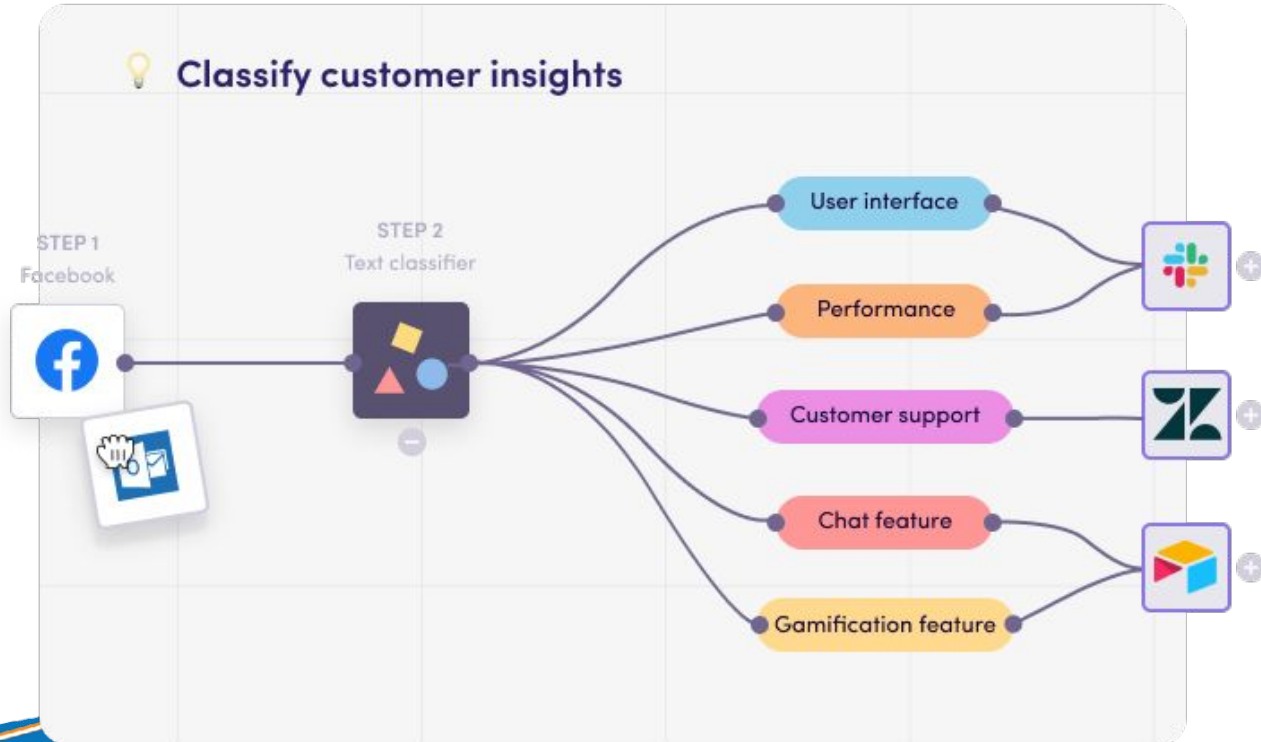 Classify customer insights
STEP 1
Facebook
STEP 2
Text classifier
User interface
Performance
Customer support
Chat feature
Gamification feature